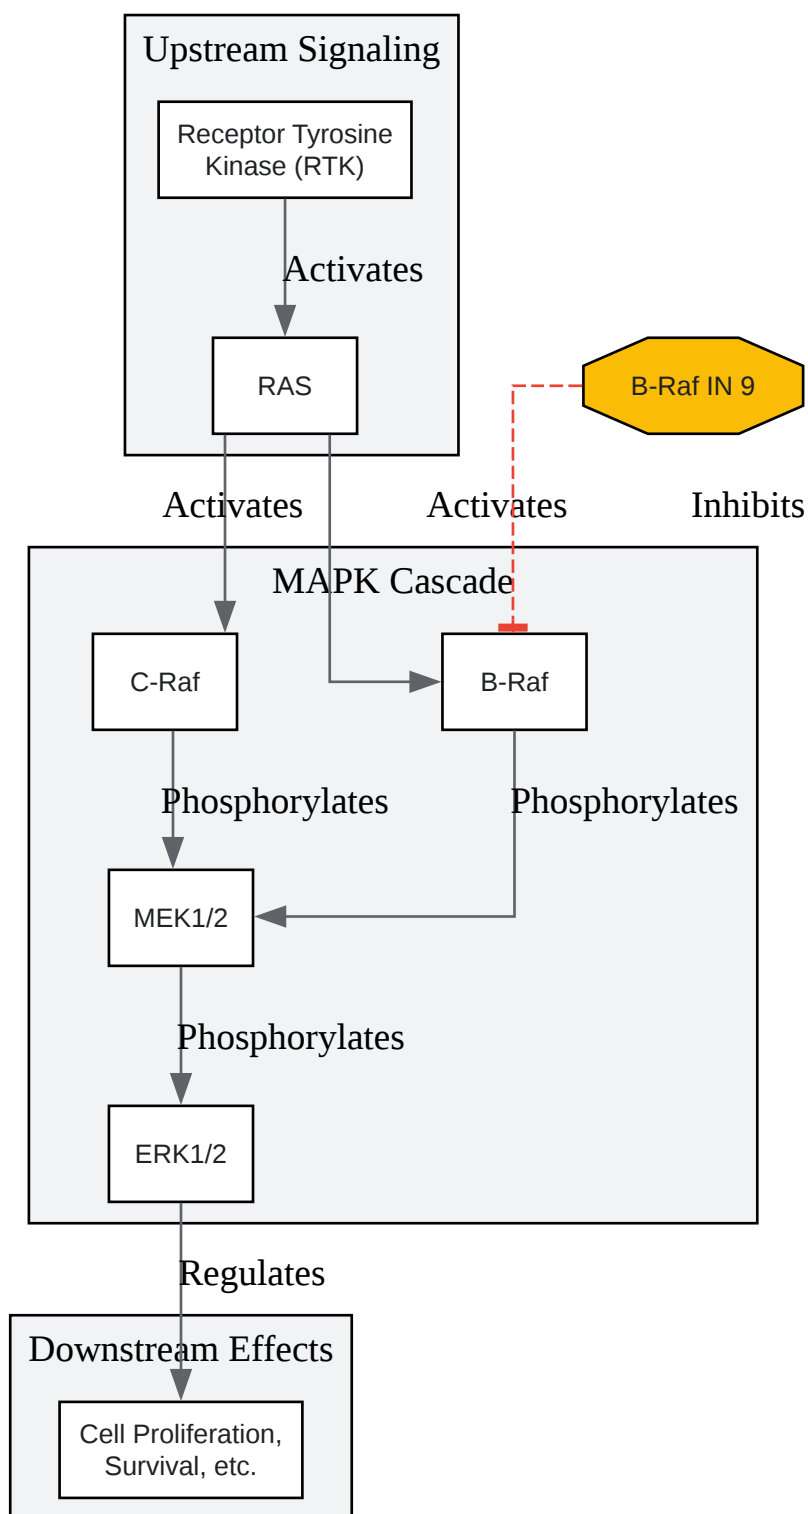 Upstream Signaling
Receptor Tyrosine
Kinase (RTK)
Activates
RAS
B-Raf IN 9
Activates
Activates
Inhibits
MAPK Cascade
C-Raf
B-Raf
Phosphorylates
Phosphorylates
MEK1/2
Phosphorylates
ERK1/2
Regulates
Downstream Effects
Cell Proliferation,
Survival, etc.